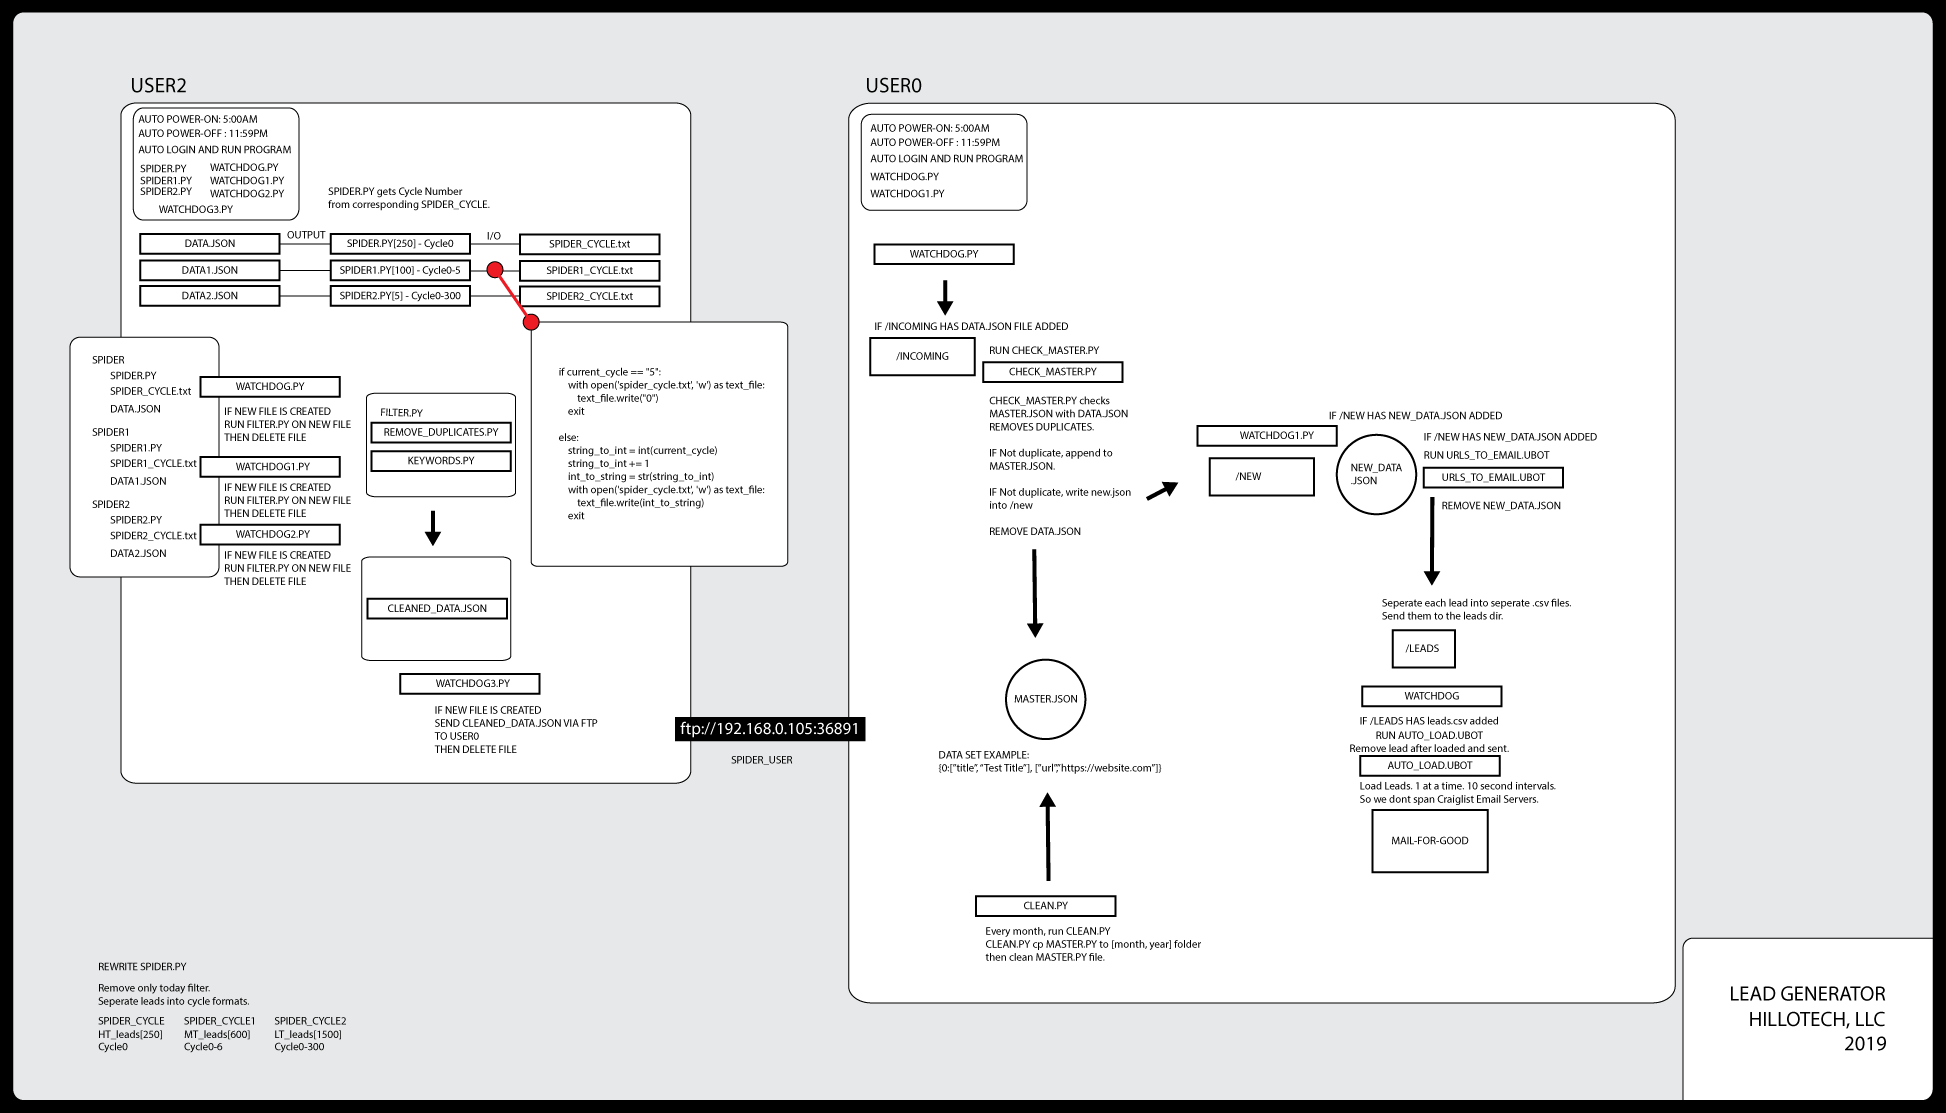 USER2
AUTO POWER-ON: 5:00AM
AUTO POWER-OFF : 11:59PM
AUTO LOGIN AND RUN PROGRAM
SPIDER.PY
SPIDER1.PY
SPIDER2.PY
WATCHDOG.PY
WATCHDOG1.PY
WATCHDOG2.PY
WATCHDOG3.PY
SPIDER.PY gets Cycle Number
from corresponding SPIDER_CYCLE.
DATA.JSON
OUTPUT
SPIDER.PY[250] - Cycle0
I/O
SPIDER_CYCLE.txt
DATA1.JSON
SPIDER1.PY[100] - Cycle0-5
SPIDER1_CYCLE.txt
DATA2.JSON
SPIDER2.PY[5] - Cycle0-300
SPIDER2_CYCLE.txt
SPIDER
SPIDER.PY
SPIDER_CYCLE.txt
DATA.JSON
SPIDER1
SPIDER1.PY
SPIDER1_CYCLE.txt
DATA1.JSON
SPIDER2
SPIDER2.PY
SPIDER2_CYCLE.txt
DATA2.JSON
WATCHDOG.PY
IF NEW FILE IS CREATED
RUN FILTER.PY ON NEW FILE
THEN DELETE FILE
WATCHDOG1.PY
IF NEW FILE IS CREATED
RUN FILTER.PY ON NEW FILE
THEN DELETE FILE
WATCHDOG2.PY
IF NEW FILE IS CREATED
RUN FILTER.PY ON NEW FILE
THEN DELETE FILE
FILTER.PY
REMOVE_DUPLICATES.PY
KEYWORDS.PY
CLEANED_DATA.JSON
WATCHDOG3.PY
IF NEW FILE IS CREATED
SEND CLEANED_DATA.JSON VIA FTP
TO USER0
THEN DELETE FILE
if current_cycle == "5":
with open('spider_cycle.txt', 'w') as text_file:
text_file.write("0")
exit
else:
string_to_int = int(current_cycle)
string_to_int += 1
int_to_string = str(string_to_int)
with open('spider_cycle.txt', 'w') as text_file:
text_file.write(int_to_string)
exit
ftp://192.168.0.105:36891
SPIDER_USER
USER0
AUTO POWER-ON: 5:00AM
AUTO POWER-OFF : 11:59PM
AUTO LOGIN AND RUN PROGRAM
WATCHDOG.PY
WATCHDOG1.PY
WATCHDOG.PY
IF /INCOMING HAS DATA.JSON FILE ADDED
/INCOMING
RUN CHECK_MASTER.PY
CHECK_MASTER.PY
CHECK_MASTER.PY checks
MASTER.JSON with DATA.JSON
REMOVES DUPLICATES.
IF Not duplicate, append to
MASTER.JSON.
IF Not duplicate, write new.json
into /new
REMOVE DATA.JSON
MASTER.JSON
DATA SET EXAMPLE:
{0:["title”, “Test Title”], [”url”,”https://website.com”]}
CLEAN.PY
Every month, run CLEAN.PY
CLEAN.PY cp MASTER.PY to [month, year] folder
then clean MASTER.PY file.
IF /NEW HAS NEW_DATA.JSON ADDED
WATCHDOG1.PY
/NEW
NEW_DATA
.JSON
IF /NEW HAS NEW_DATA.JSON ADDED
RUN URLS_TO_EMAIL.UBOT
URLS_TO_EMAIL.UBOT
REMOVE NEW_DATA.JSON
Seperate each lead into seperate .csv files.
Send them to the leads dir.
/LEADS
WATCHDOG
IF /LEADS HAS leads.csv added
RUN AUTO_LOAD.UBOT
Remove lead after loaded and sent.
AUTO_LOAD.UBOT
Load Leads. 1 at a time. 10 second intervals.
So we dont span Craiglist Email Servers.
MAIL-FOR-GOOD
REWRITE SPIDER.PY
Remove only today filter.
Seperate leads into cycle formats.
SPIDER_CYCLE SPIDER_CYCLE1 SPIDER_CYCLE2
HT_leads[250] MT_leads[600] LT_leads[1500]
Cycle0 Cycle0-6 Cycle0-300
LEAD GENERATOR
HILLOTECH, LLC
2019